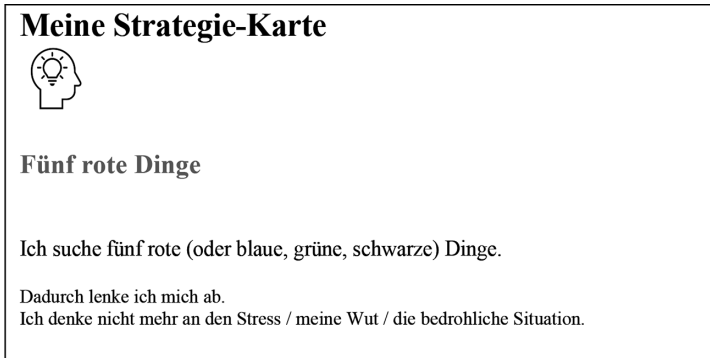 Meine Strategie-Karte
Fünf rote Dinge
Ich suche fünf rote (oder blaue, grüne, schwarze) Dinge.
Dadurch lenke ich mich ab.
Ich denke nicht mehr an den Stress / meine Wut / die bedrohliche Situation.